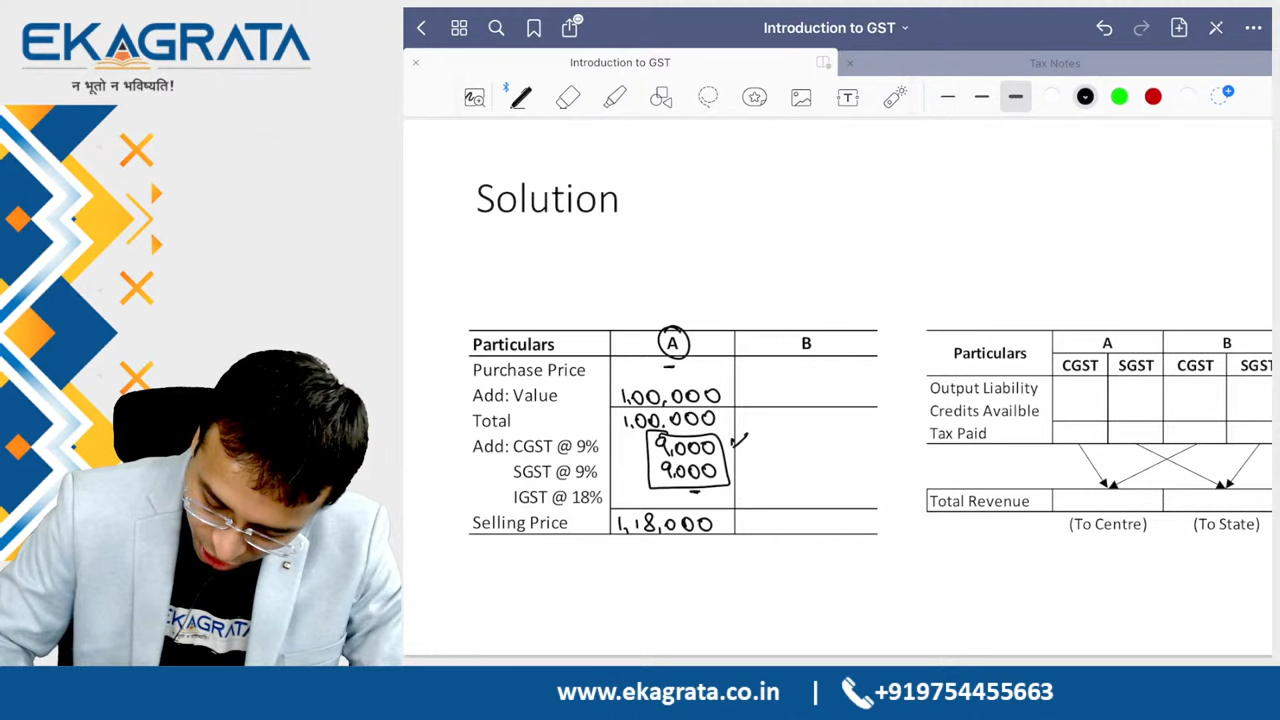 EKAGRATA
न भूतो न भविष्यति!
Introduction to GST
Introduction to GST
Tax Notes
T
Solution
Particulars A B
Purchase Price -
Add: Value 1,00,000
Total 1,00,000
Add: CGST @ 9% 9,000
SGST @ 9% 9,000
IGST @ 18% -
Selling Price 1,18,000
Particulars A B
CGST SGST CGST SGST
Output Liability
Credits Availble
Tax Paid
Total Revenue
(To Centre) (To State)
EKAGRATA
www.ekagrata.co.in | +919754455663